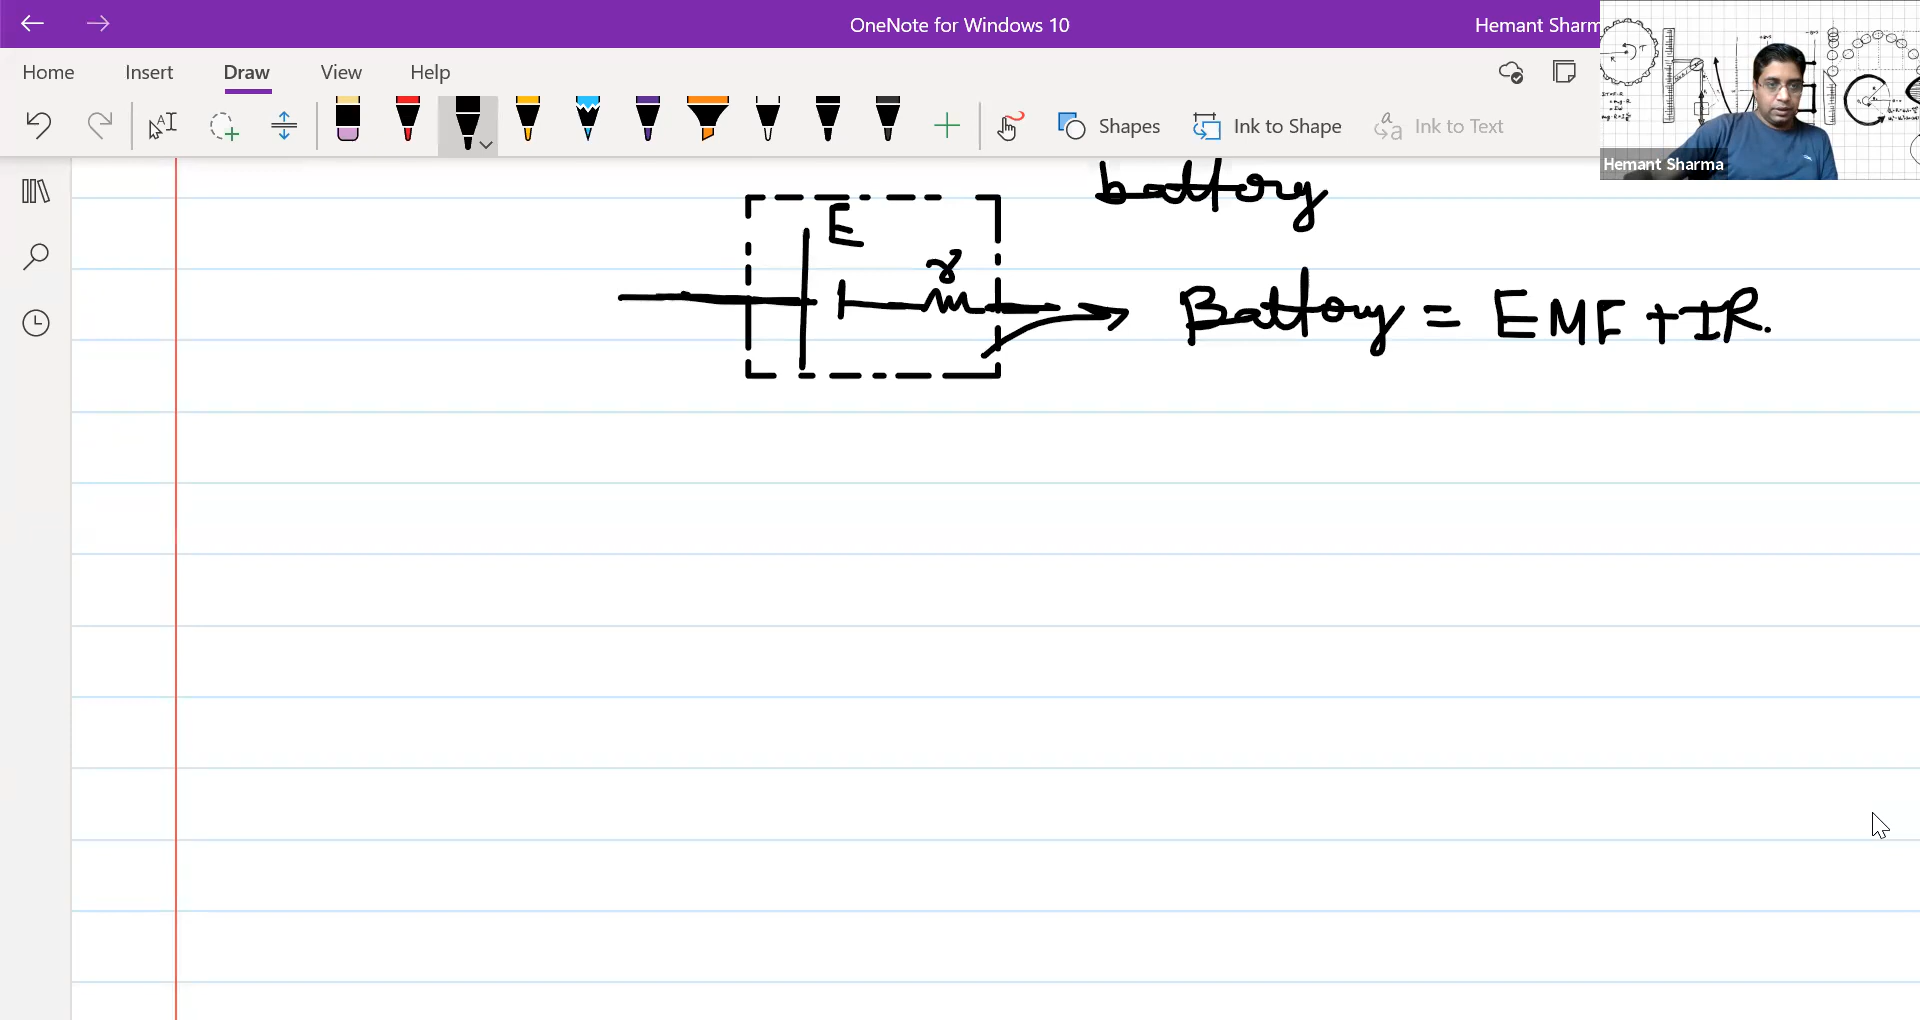 OneNote for Windows 10
Hemant Sharm
Home Insert Draw View Help
Shapes Ink to Shape Ink to Text
Hemant Sharma
battery
E
r
Battery = EMF + IR.